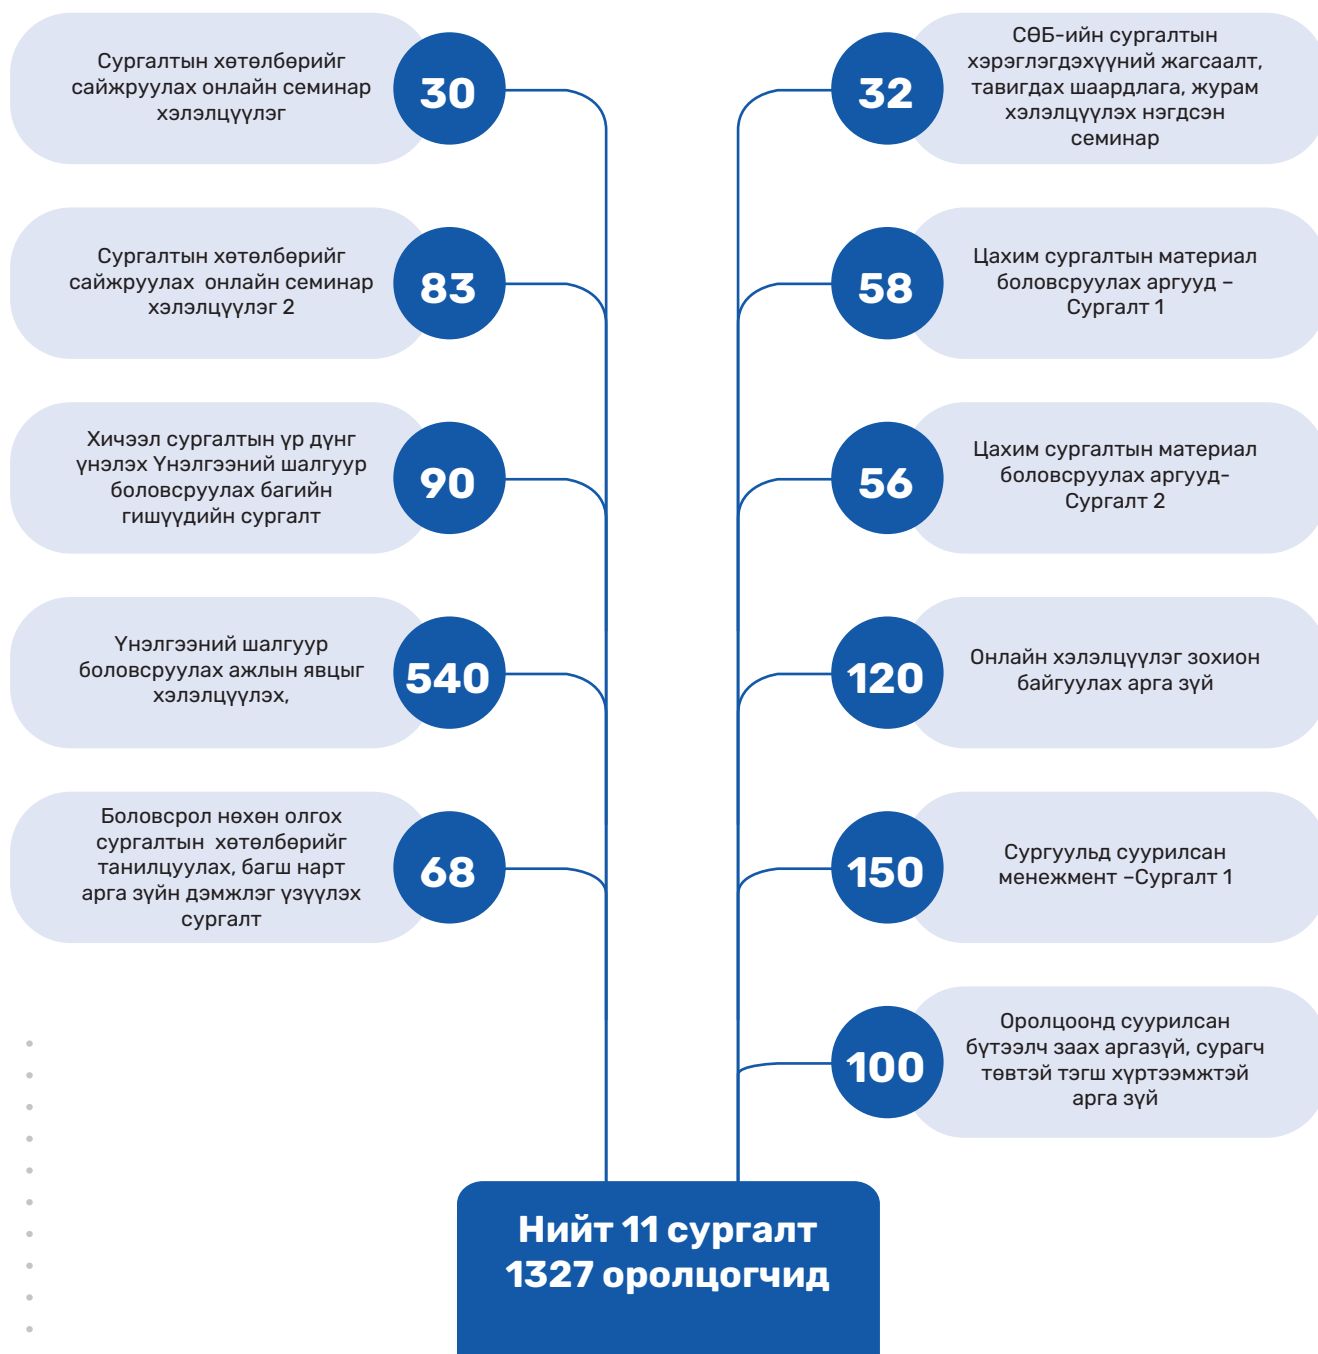 Сургалтын хөтөлбөрийг
сайжруулах онлайн семинар
хэлэлцүүлэг
30
Сургалтын хөтөлбөрийг
сайжруулах онлайн семинар
хэлэлцүүлэг 2
83
Хичээл сургалтын үр дүнг
үнэлэх Үнэлгээний шалгуур
боловсруулах багийн
гишүүдийн сургалт
90
Үнэлгээний шалгуур
боловсруулах ажлын явцыг
хэлэлцүүлэх,
540
Боловсрол нөхөн олгох
сургалтын хөтөлбөрийг
танилцуулах, багш нарт
арга зүйн дэмжлэг үзүүлэх
сургалт
68
32
СӨБ-ийн сургалтын
хэрэглэгдэхүүний жагсаалт,
тавигдах шаардлага, журам
хэлэлцүүлэх нэгдсэн
семинар
58
Цахим сургалтын материал
боловсруулах аргууд –
Сургалт 1
56
Цахим сургалтын материал
боловсруулах аргууд-
Сургалт 2
120
Онлайн хэлэлцүүлэг зохион
байгуулах арга зүй
150
Сургуульд суурилсан
менежмент –Сургалт 1
100
Оролцоонд суурилсан
бүтээлч заах аргазүй, сурагч
төвтэй тэгш хүртээмжтэй
арга зүй
Нийт 11 сургалт
1327 оролцогчид